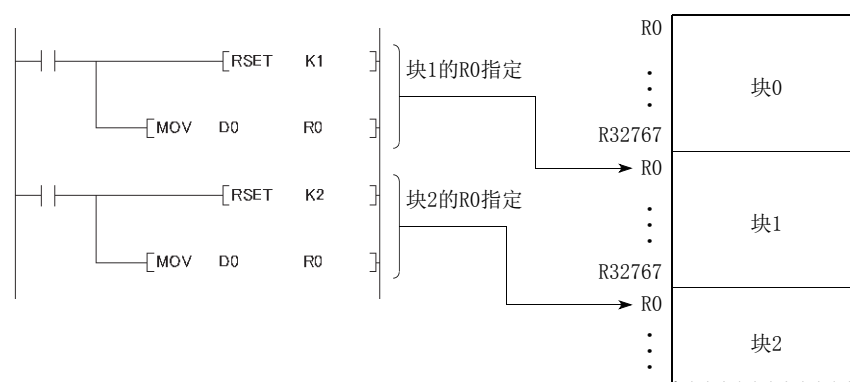 RSET K1
MOV D0 R0
块1的R0指定
RSET K2
MOV D0 R0
块2的R0指定
R0
块0
R32767
R0
块1
R32767
R0
块2